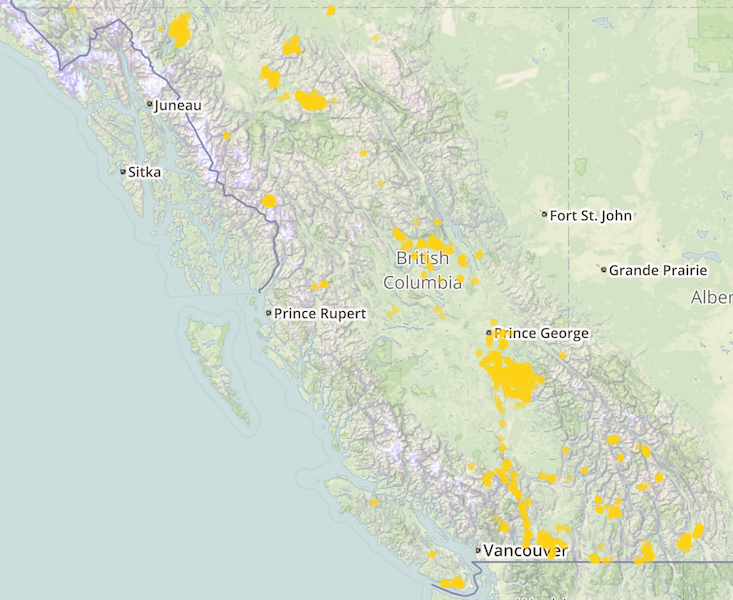 Juneau
Sitka
Fort St. John
British
Columbia
Grande Prairie
Alber
Prince Rupert
Prince George
Vancouver